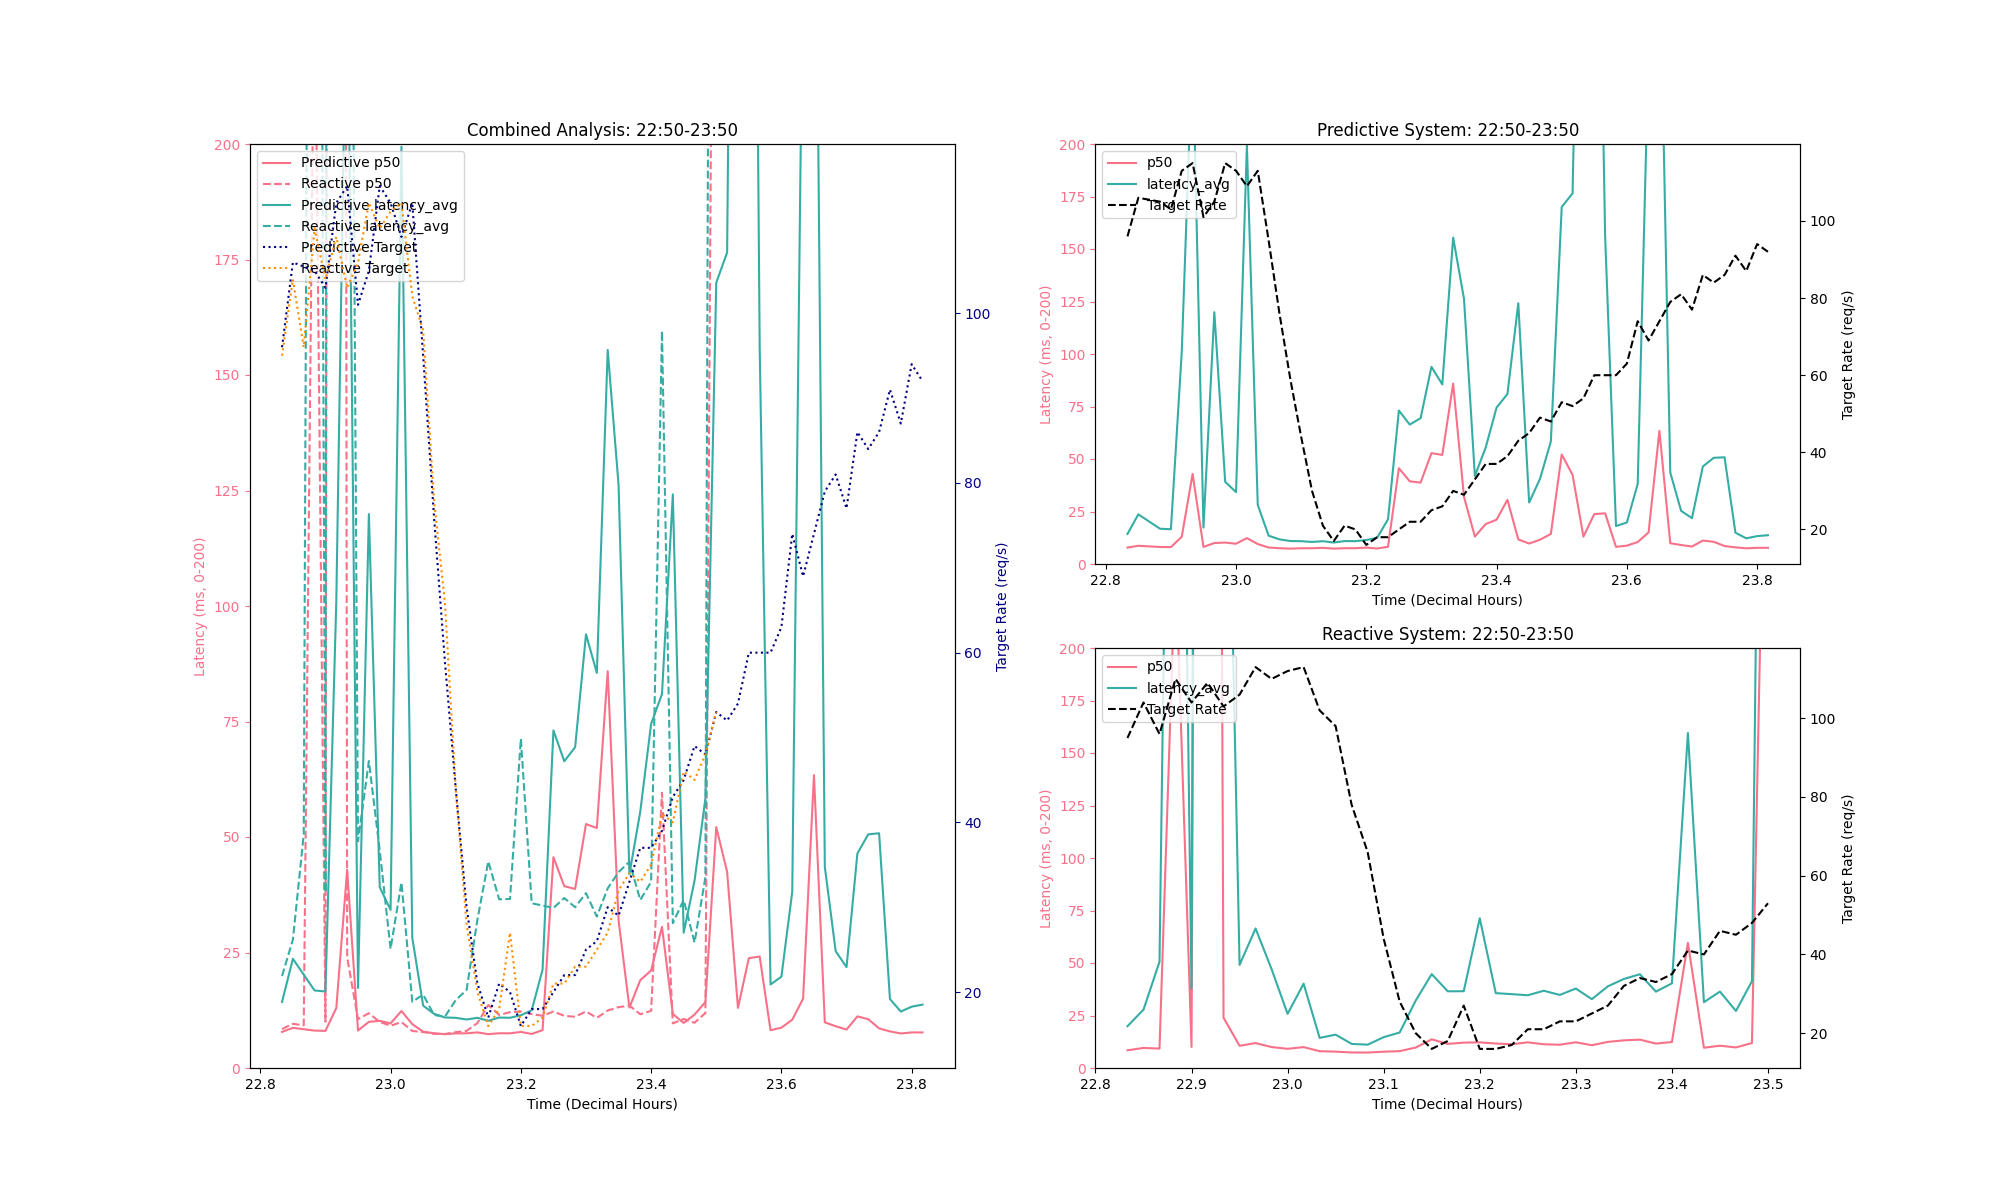 Combined Analysis: 22:50-23:50
Predictive p50
Reactive p50
Predictive latency_avg
Reactive latency_avg
Predictive Target
Reactive Target
200
175
150
125
100
75
50
25
0
Latency (ms, 0-200)
100
80
60
40
20
Target Rate (req/s)
22.8 23.0 23.2 23.4 23.6 23.8
Time (Decimal Hours)
Predictive System: 22:50-23:50
p50
latency_avg
Target Rate
200
175
150
125
100
75
50
25
0
Latency (ms, 0-200)
100
80
60
40
20
Target Rate (req/s)
22.8 23.0 23.2 23.4 23.6 23.8
Time (Decimal Hours)
Reactive System: 22:50-23:50
p50
latency_avg
Target Rate
200
175
150
125
100
75
50
25
0
Latency (ms, 0-200)
100
80
60
40
20
Target Rate (req/s)
22.8 22.9 23.0 23.1 23.2 23.3 23.4 23.5
Time (Decimal Hours)